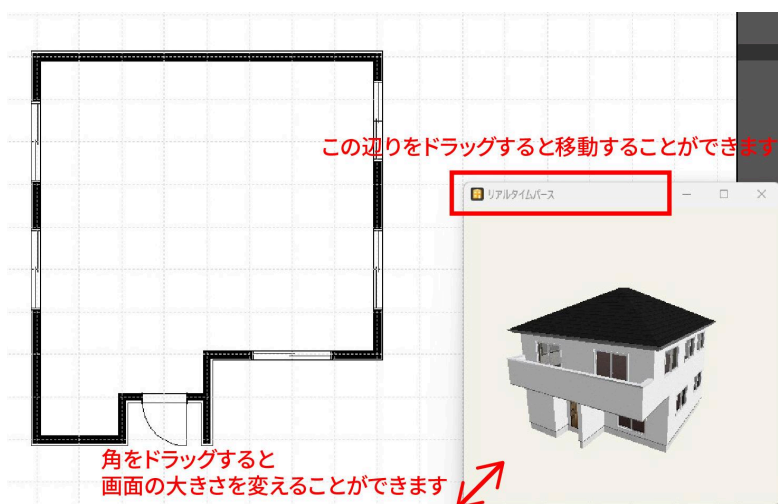 この辺りをドラッグすると移動することができます
リアルタイムパース
角をドラッグすると
画面の大きさを変えることができます